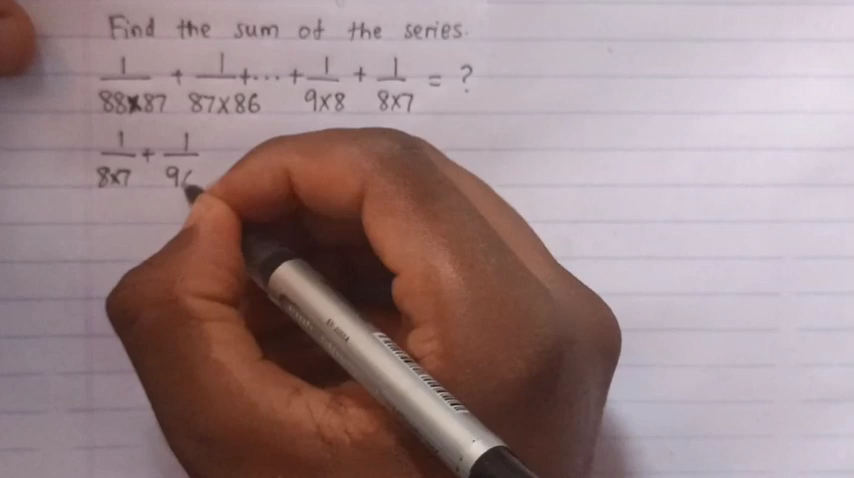 Find the sum of the series.
1/88×87 + 1/87×86 +...+ 1/9×8 + 1/8×7 = ?
1/8×7 + 1/9